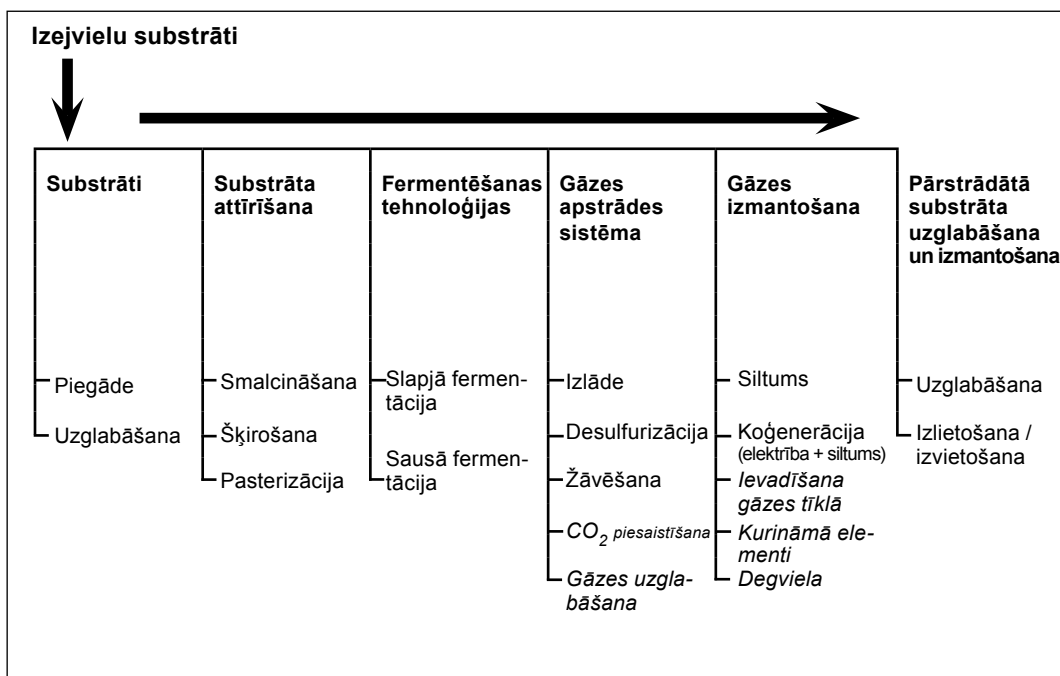 Izejvielu substrāti
Substrāti
Piegāde
Uzglabāšana
Substrāta
attīrīšana
Smalcināšana
Šķirošana
Pasterizācija
Fermentēšanas
tehnoloģijas
Slapjā fermen-
tācija
Sausā fermen-
tācija
Gāzes
apstrādes
sistēma
Izlāde
Desulfurizācija
Žāvēšana
CO₂ piesaistīšana
Gāzes uzgla-
bāšana
Gāzes
izmantošana
Siltums
Koģenerācija
(elektrība + siltums)
Ievadīšana
gāzes tīklā
Kurināmā ele-
menti
Degviela
Pārstrādātā
substrāta
uzglabāšana
un izmantošana
Uzglabāšana
Izlietošana /
izvietošana